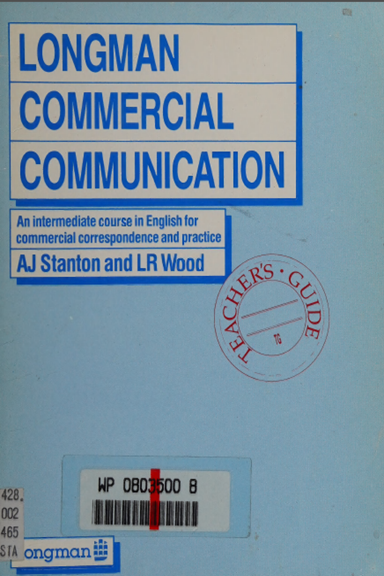 LONGMAN
COMMERCIAL
COMMUNICATION
An intermediate course in English for
commercial correspondence and practice
AJ Stanton and LR Wood
TEACHER'S · GUIDE
TG
WP 0803500 8
428.
002
465
STA
Longman